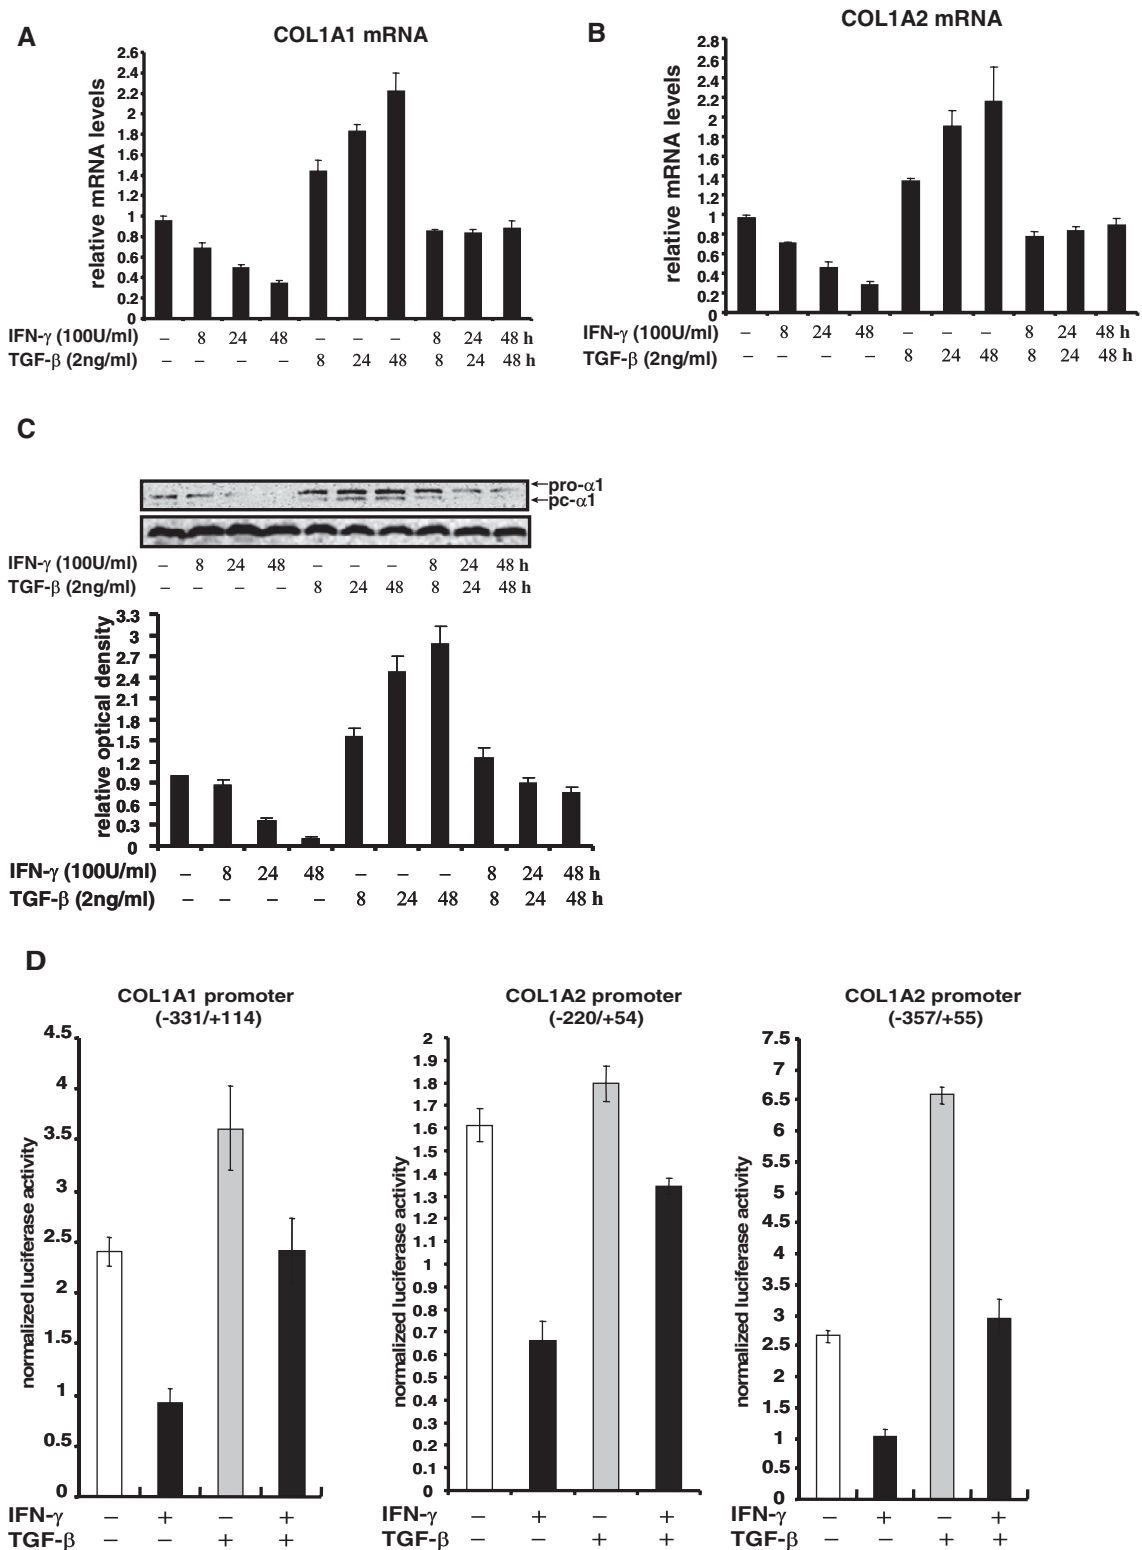 A
COL1A1 mRNA
relative mRNA levels
2.6
2.4
2.2
2
1.8
1.6
1.4
1.2
1
0.8
0.6
0.4
0.2
0
IFN-γ (100U/ml) – 8 24 48 – – – 8 24 48 h
TGF-β (2ng/ml) – – – – 8 24 48 8 24 48 h
B
COL1A2 mRNA
relative mRNA levels
2.8
2.6
2.4
2.2
2
1.8
1.6
1.4
1.2
1
0.8
0.6
0.4
0.2
0
IFN-γ (100U/ml) – 8 24 48 – – – 8 24 48 h
TGF-β (2ng/ml) – – – – 8 24 48 8 24 48 h
C
←pro-α1
←pc-α1
IFN-γ (100U/ml) – 8 24 48 – – – 8 24 48 h
TGF-β (2ng/ml) – – – – 8 24 48 8 24 48 h
relative optical density
3.3
3
2.7
2.4
2.1
1.8
1.5
1.2
0.9
0.6
0.3
0
IFN-γ (100U/ml) – 8 24 48 – – – 8 24 48 h
TGF-β (2ng/ml) – – – – 8 24 48 8 24 48 h
D
COL1A1 promoter
(-331/+114)
normalized luciferase activity
4.5
4
3.5
3
2.5
2
1.5
1
0.5
0
IFN-γ – + – +
TGF-β – – + +
COL1A2 promoter
(-220/+54)
normalized luciferase activity
2
1.9
1.8
1.7
1.6
1.5
1.4
1.3
1.2
1.1
1
0.9
0.8
0.7
0.6
0.5
0.4
0.3
0.2
0.1
0
– + – +
– – + +
COL1A2 promoter
(-357/+55)
normalized luciferase activity
7.5
7
6.5
6
5.5
5
4.5
4
3.5
3
2.5
2
1.5
1
0.5
0
IFN-γ – + – +
TGF-β – – + +